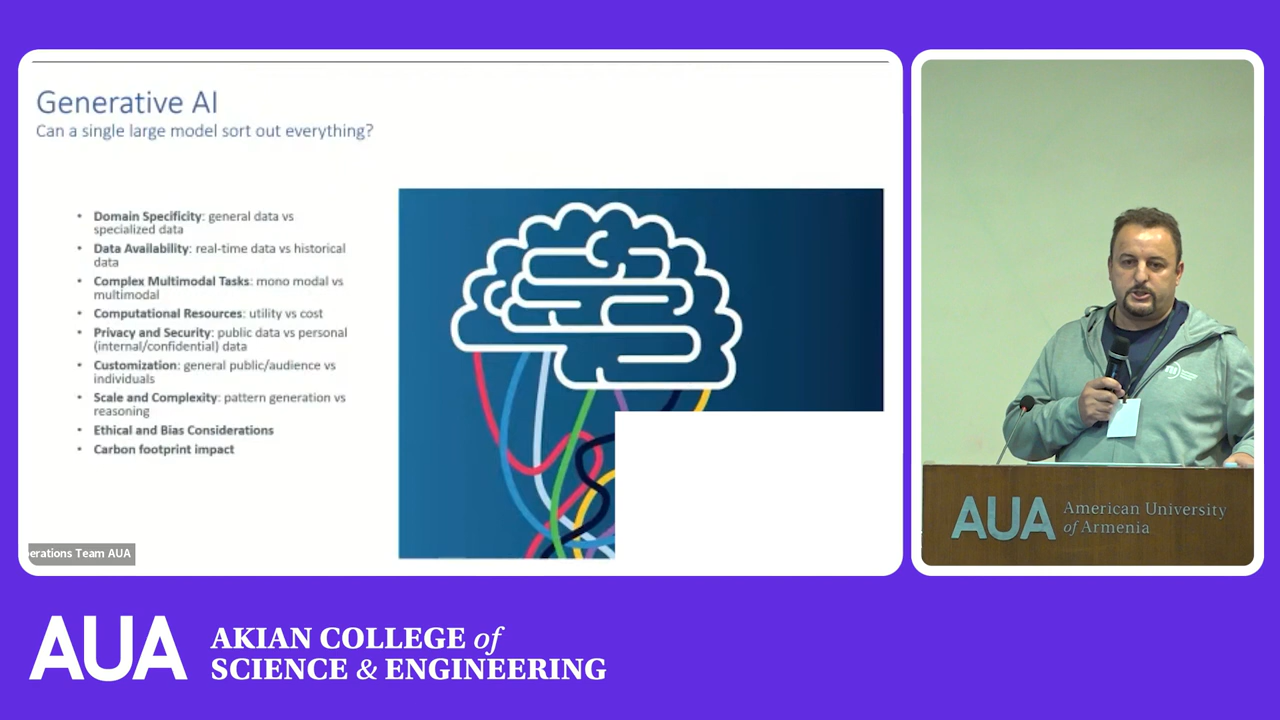 Generative AI
Can a single large model sort out everything?
• Domain Specificity: general data vs
specialized data
• Data Availability: real-time data vs historical
data
• Complex Multimodal Tasks: mono modal vs
multimodal
• Computational Resources: utility vs cost
• Privacy and Security: public data vs personal
(internal/confidential) data
• Customization: general public/audience vs
individuals
• Scale and Complexity: pattern generation vs
reasoning
• Ethical and Bias Considerations
• Carbon footprint impact
erations Team AUA
AUA
American University
of Armenia
AUA
AKIAN COLLEGE of
SCIENCE & ENGINEERING